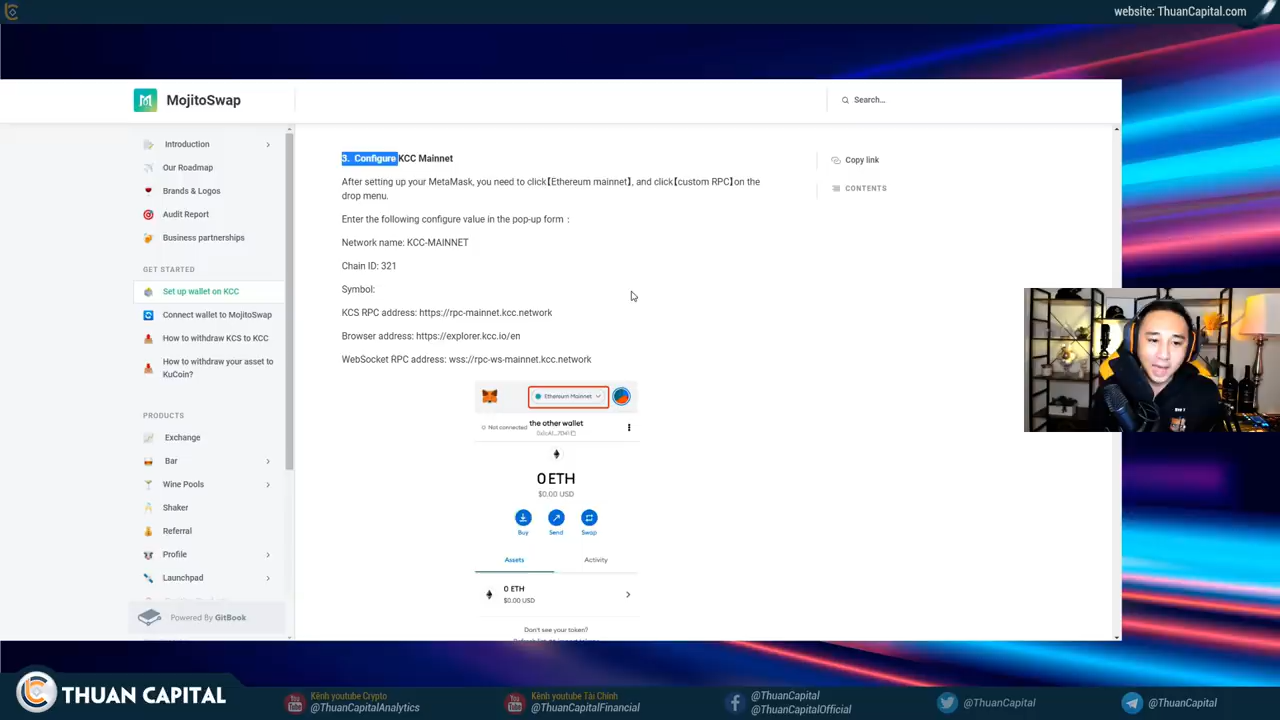 website: ThuanCapital.com
MojitoSwap
Search...
Introduction
Our Roadmap
Brands & Logos
Audit Report
Business partnerships
GET STARTED
Set up wallet on KCC
Connect wallet to MojitoSwap
How to withdraw KCS to KCC
How to withdraw your asset to
KuCoin?
PRODUCTS
Exchange
Bar
Wine Pools
Shaker
Referral
Profile
Launchpad
Powered By GitBook
3. Configure KCC Mainnet
After setting up your MetaMask, you need to click【Ethereum mainnet】, and click【custom RPC】on the
drop menu.
Enter the following configure value in the pop-up form：
Network name: KCC-MAINNET
Chain ID: 321
Symbol:
KCS RPC address: https://rpc-mainnet.kcc.network
Browser address: https://explorer.kcc.io/en
WebSocket RPC address: wss://rpc-ws-mainnet.kcc.network
Ethereum Mainnet
Not connected
the other wallet
0 ETH
$0.00 USD
Buy
Send
Swap
Assets
Activity
0 ETH
$0.00 USD
Don't see your token?
Copy link
CONTENTS
THUAN CAPITAL
Kênh youtube Crypto
@ThuanCapitalAnalytics
Kênh youtube Tài Chính
@ThuanCapitalFinancial
@ThuanCapital
@ThuanCapitalOfficial
@ThuanCapital
@ThuanCapital